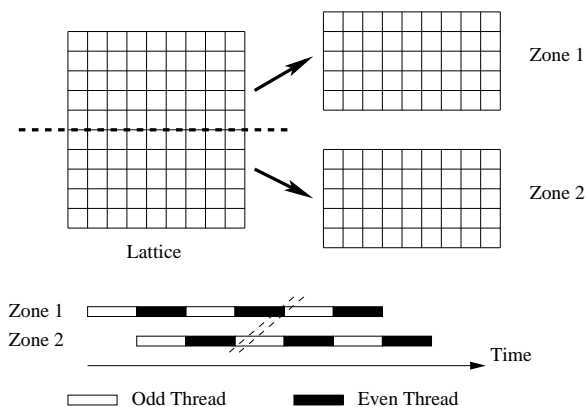 Zone 1
Zone 2
Lattice
Zone 1
Zone 2
Time
Odd Thread
Even Thread